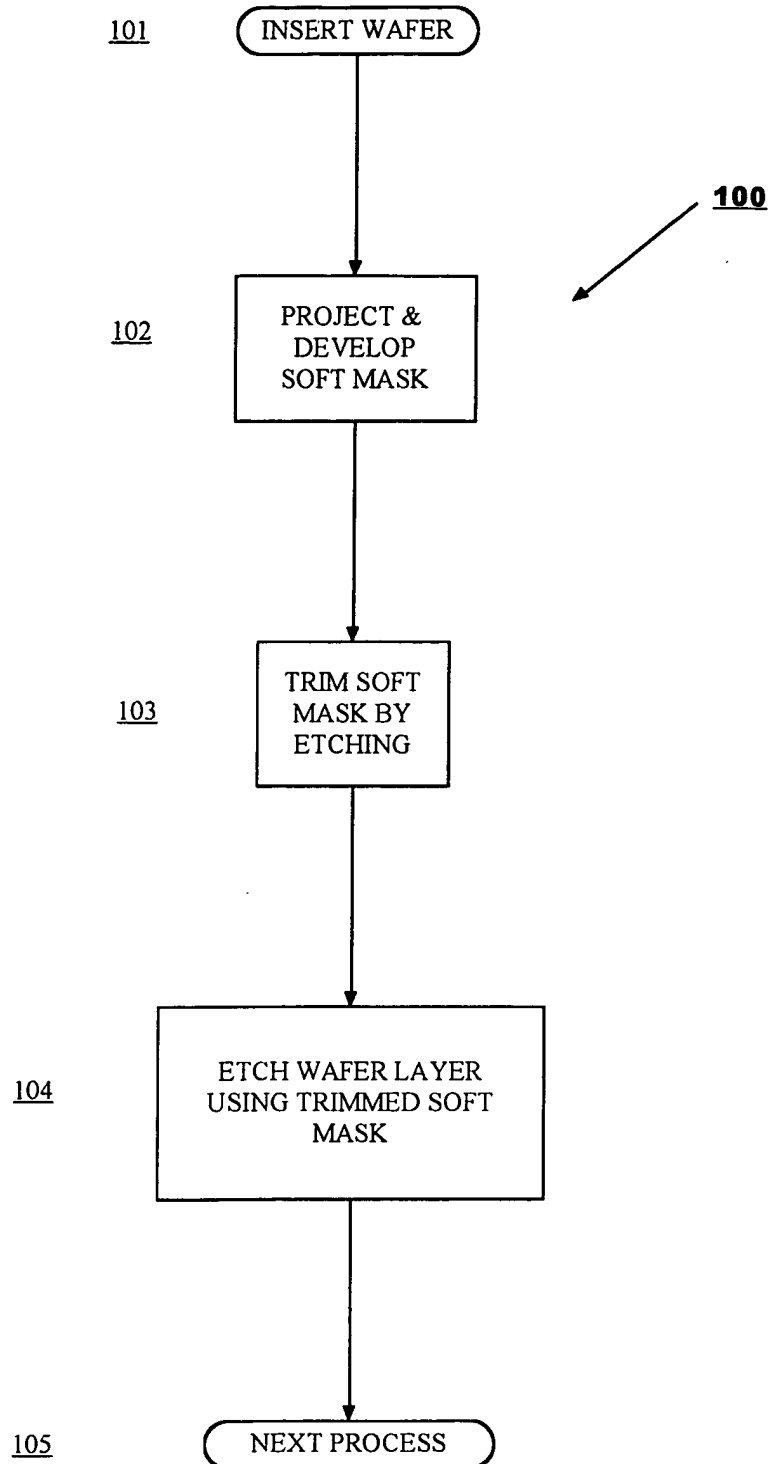 101
INSERT WAFER
100
102
PROJECT &
DEVELOP
SOFT MASK
103
TRIM SOFT
MASK BY
ETCHING
104
ETCH WAFER LAYER
USING TRIMMED SOFT
MASK
105
NEXT PROCESS